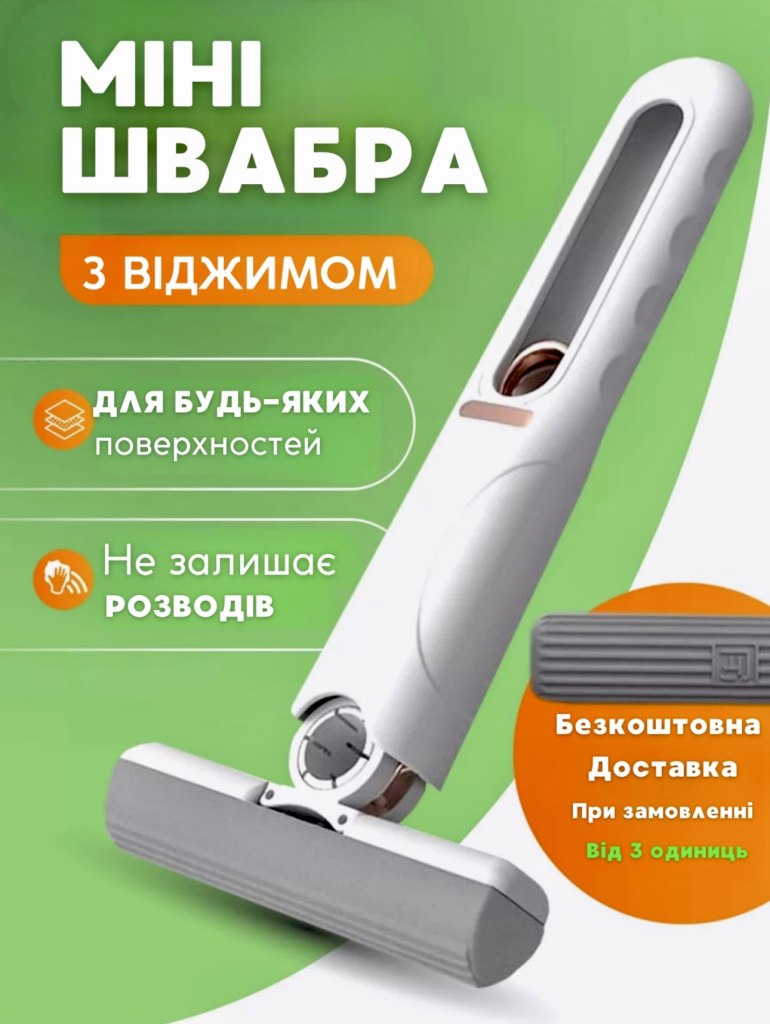 МІНІ
ШВАБРА
З ВІДЖИМОМ
ДЛЯ БУДЬ-ЯКИХ
поверхностей
Не залишає
РОЗВОДІВ
Безкоштовна
Доставка
При замовленні
Від 3 одиниць